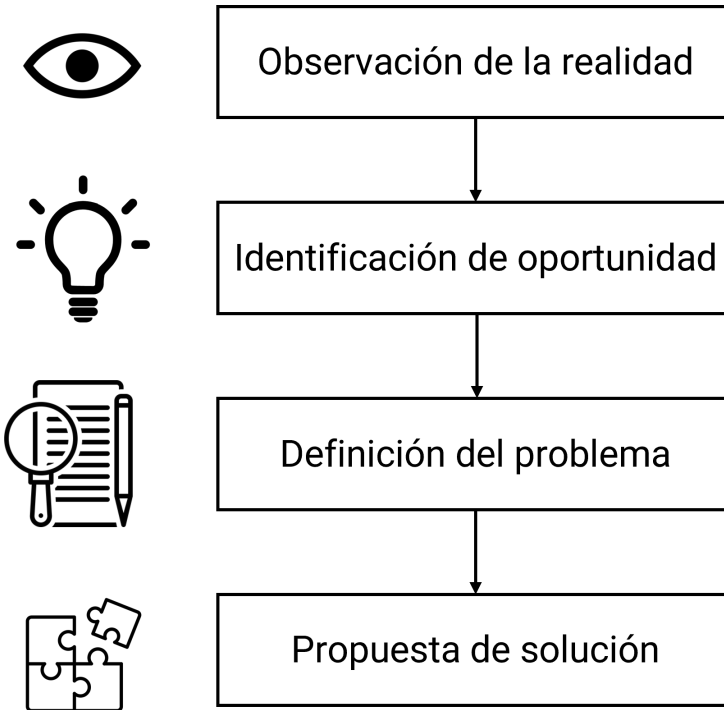 Observación de la realidad
Identificación de oportunidad
Definición del problema
Propuesta de solución